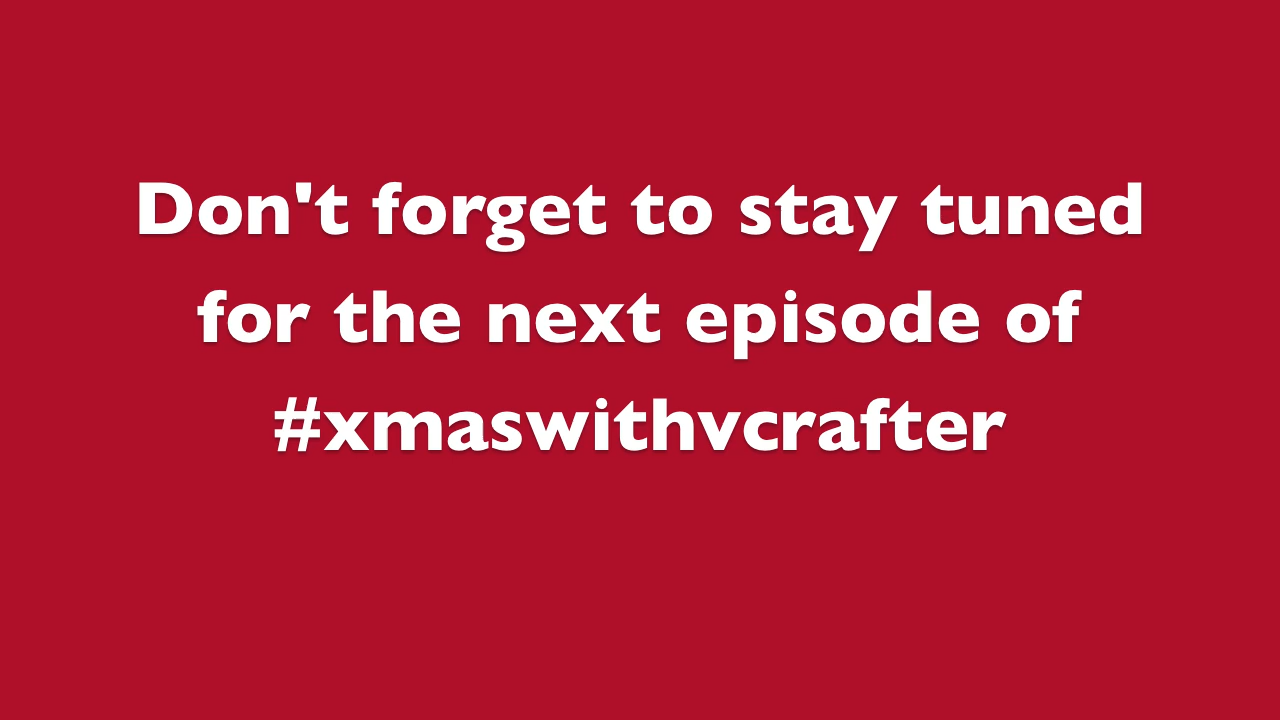 Don't forget to stay tuned
for the next episode of
#xmaswithvcrafter